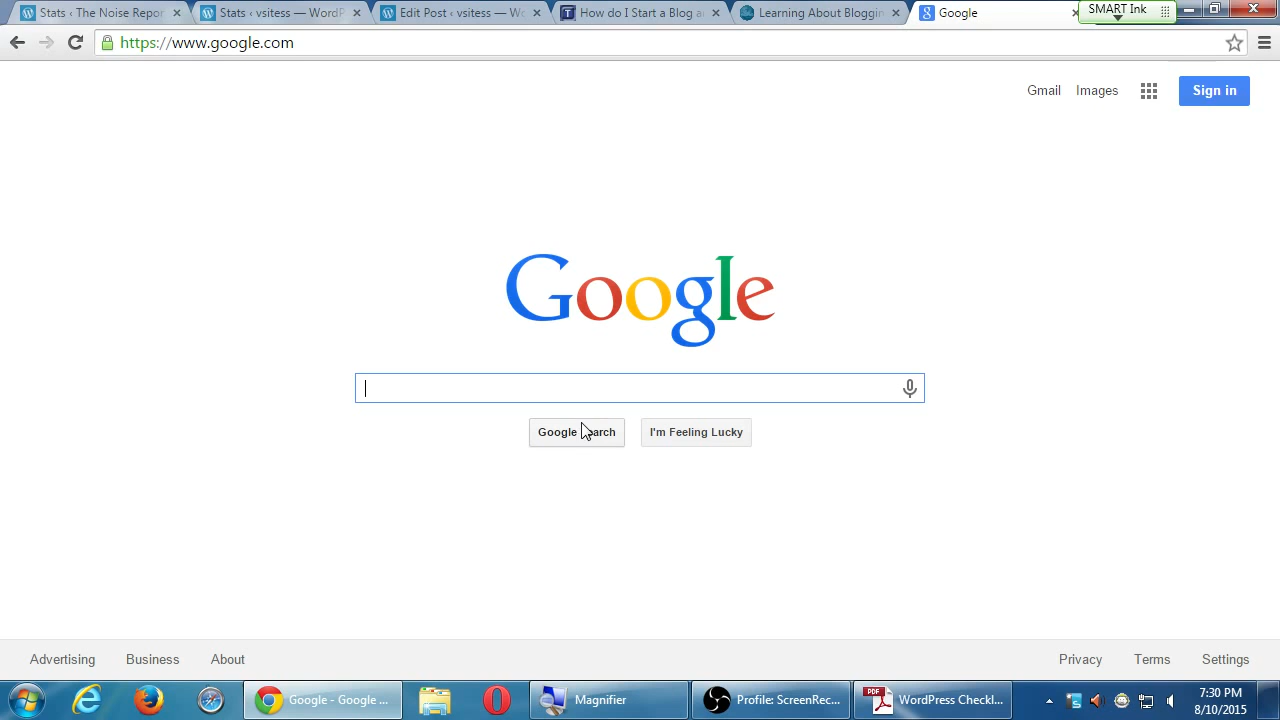 Stats ‹ The Noise Repor
Stats ‹ vsitess — WordP
Edit Post ‹ vsitess — Wo
How do I Start a Blog a
Learning About Bloggin
Google
SMART Ink
https://www.google.com
Gmail
Images
Sign in
Google
Google Search
I'm Feeling Lucky
Advertising
Business
About
Privacy
Terms
Settings
Google - Google ...
Magnifier
Profile: ScreenRec...
PDF
WordPress Checkl...
7:30 PM
8/10/2015